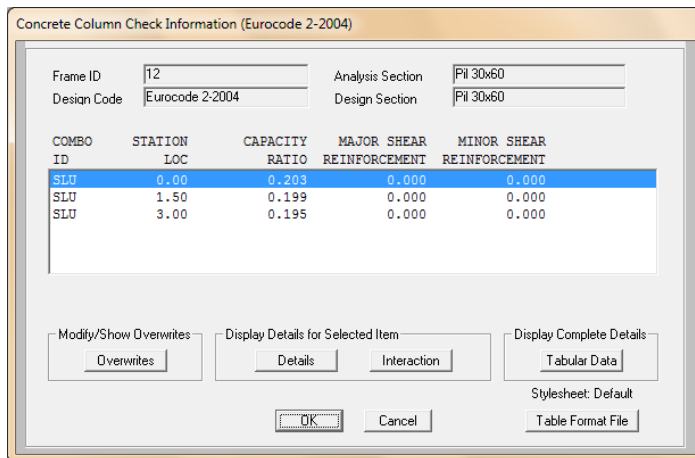 Concrete Column Check Information (Eurocode 2-2004)
Frame ID 12 Analysis Section Pil 30x60
Design Code Eurocode 2-2004 Design Section Pil 30x60
COMBO STATION CAPACITY MAJOR SHEAR MINOR SHEAR
ID LOC RATIO REINFORCEMENT REINFORCEMENT
SLU 0.00 0.203 0.000 0.000
SLU 1.50 0.199 0.000 0.000
SLU 3.00 0.195 0.000 0.000
Modify/Show Overwrites Display Details for Selected Item Display Complete Details
Overwrites Details Interaction Tabular Data
Stylesheet: Default
OK Cancel Table Format File